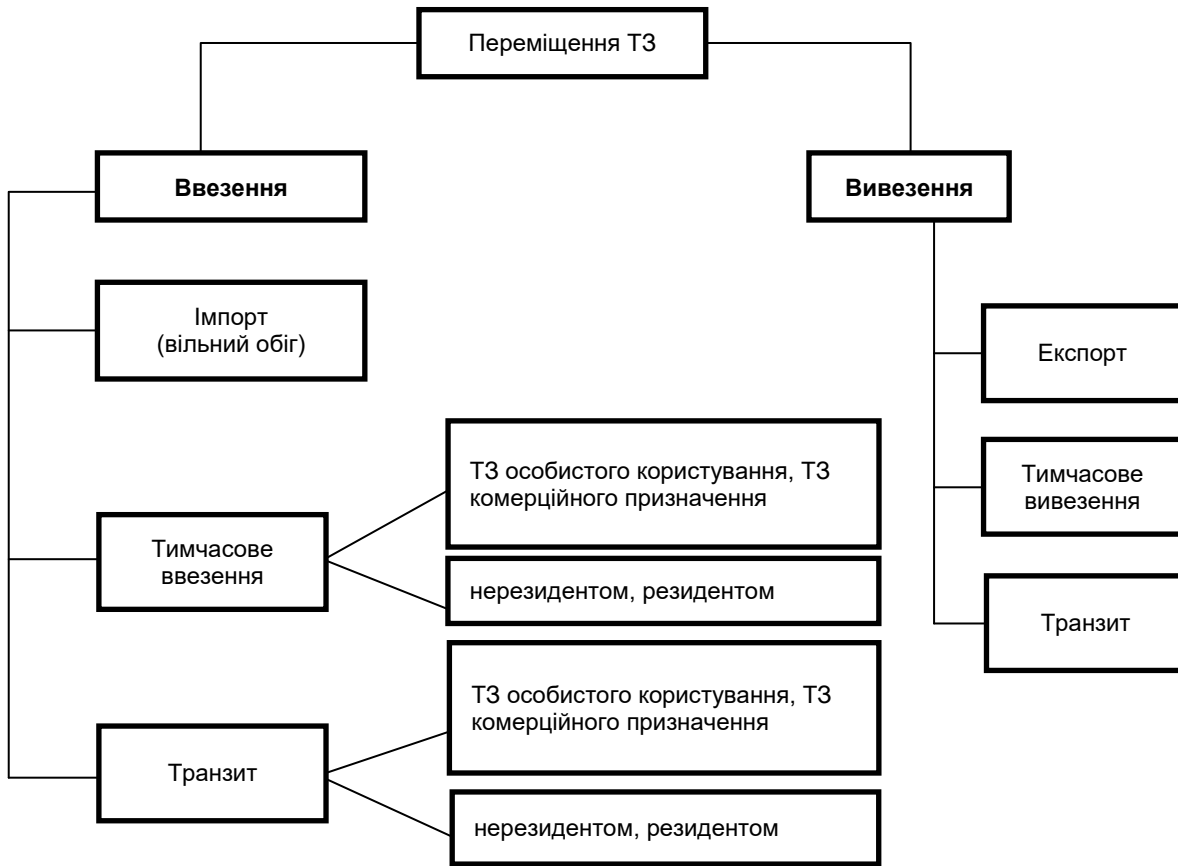 Переміщення ТЗ
Ввезення
Вивезення
Імпорт
(вільний обіг)
Експорт
ТЗ особистого користування, ТЗ
комерційного призначення
Тимчасове
вивезення
Тимчасове
ввезення
нерезидентом, резидентом
Транзит
ТЗ особистого користування, ТЗ
комерційного призначення
Транзит
нерезидентом, резидентом